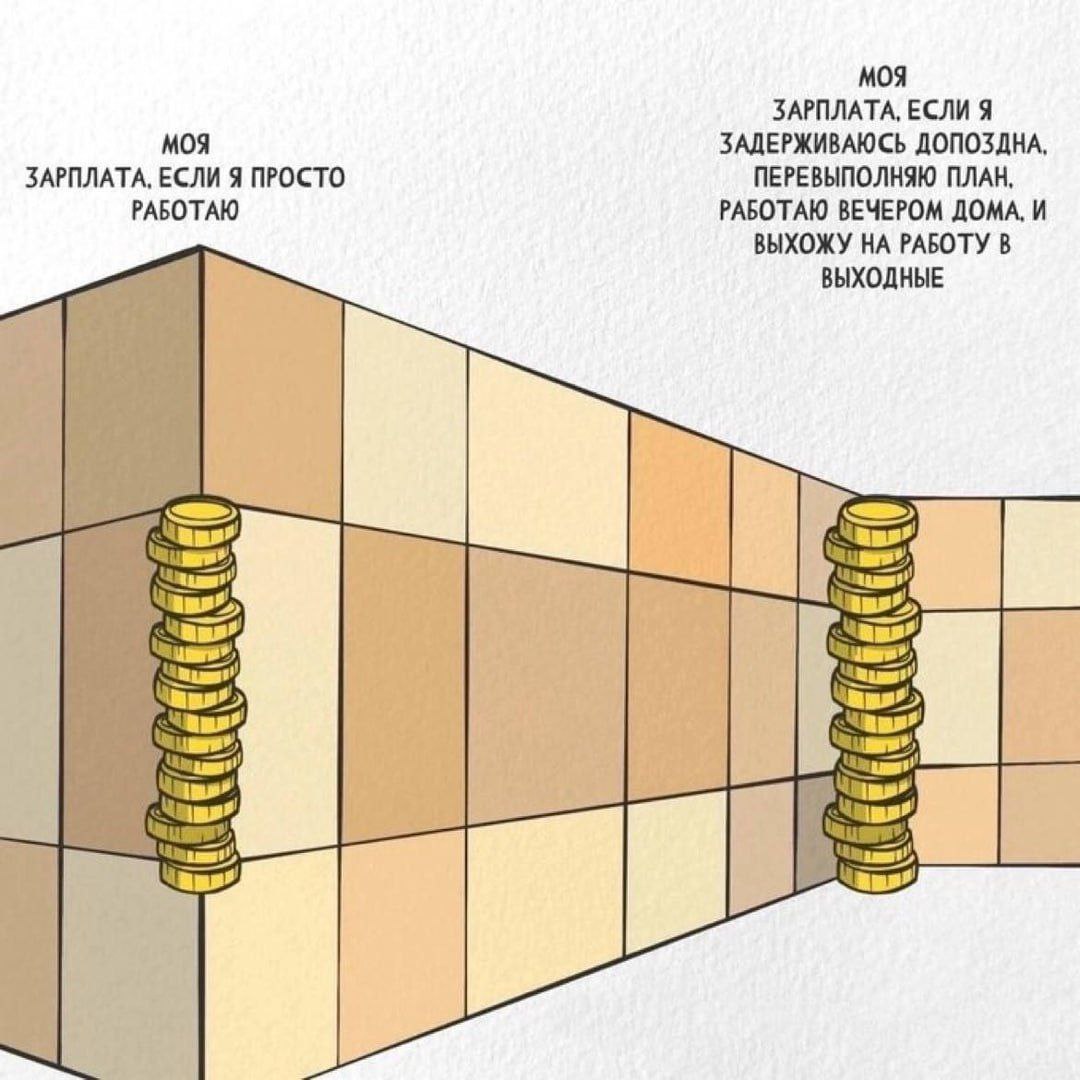 МОЯ
ЗАРПЛАТА, ЕСЛИ Я ПРОСТО
РАБОТАЮ
МОЯ
ЗАРПЛАТА, ЕСЛИ Я
ЗАДЕРЖИВАЮСЬ ДОПОЗДНА,
ПЕРЕВЫПОЛНЯЮ ПЛАН,
РАБОТАЮ ВЕЧЕРОМ ДОМА, И
ВЫХОЖУ НА РАБОТУ В
ВЫХОДНЫЕ